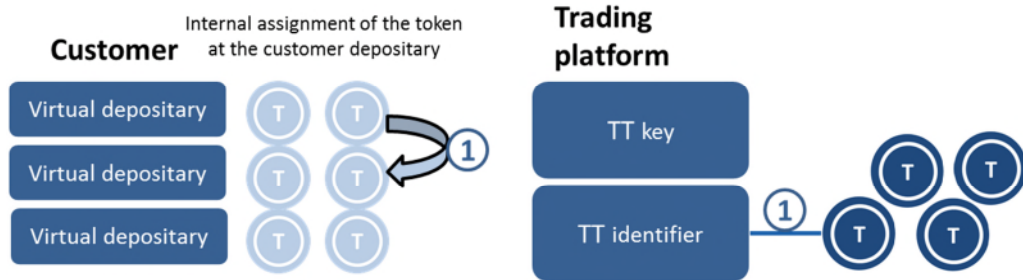 Internal assignment of the token
at the customer depositary
Customer
Virtual depositary
T T
Virtual depositary
T T
1
Virtual depositary
T T
Trading
platform
TT key
TT identifier
1
T
T
T
T